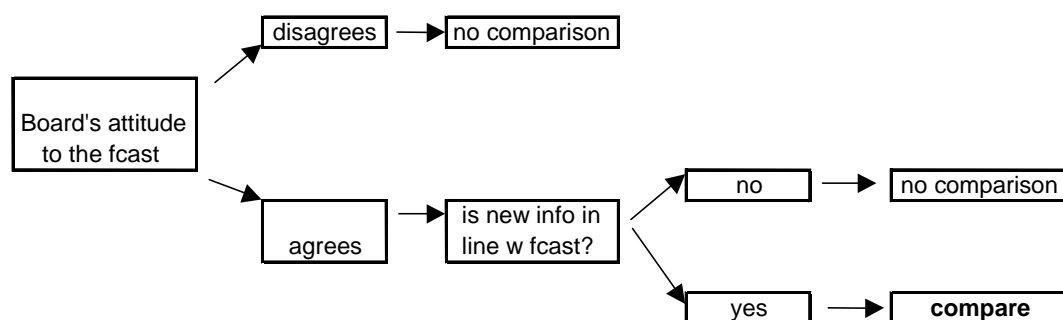 disagrees
no comparison
Board's attitude
to the fcast
agrees
is new info in
line w fcast?
no
no comparison
yes
compare